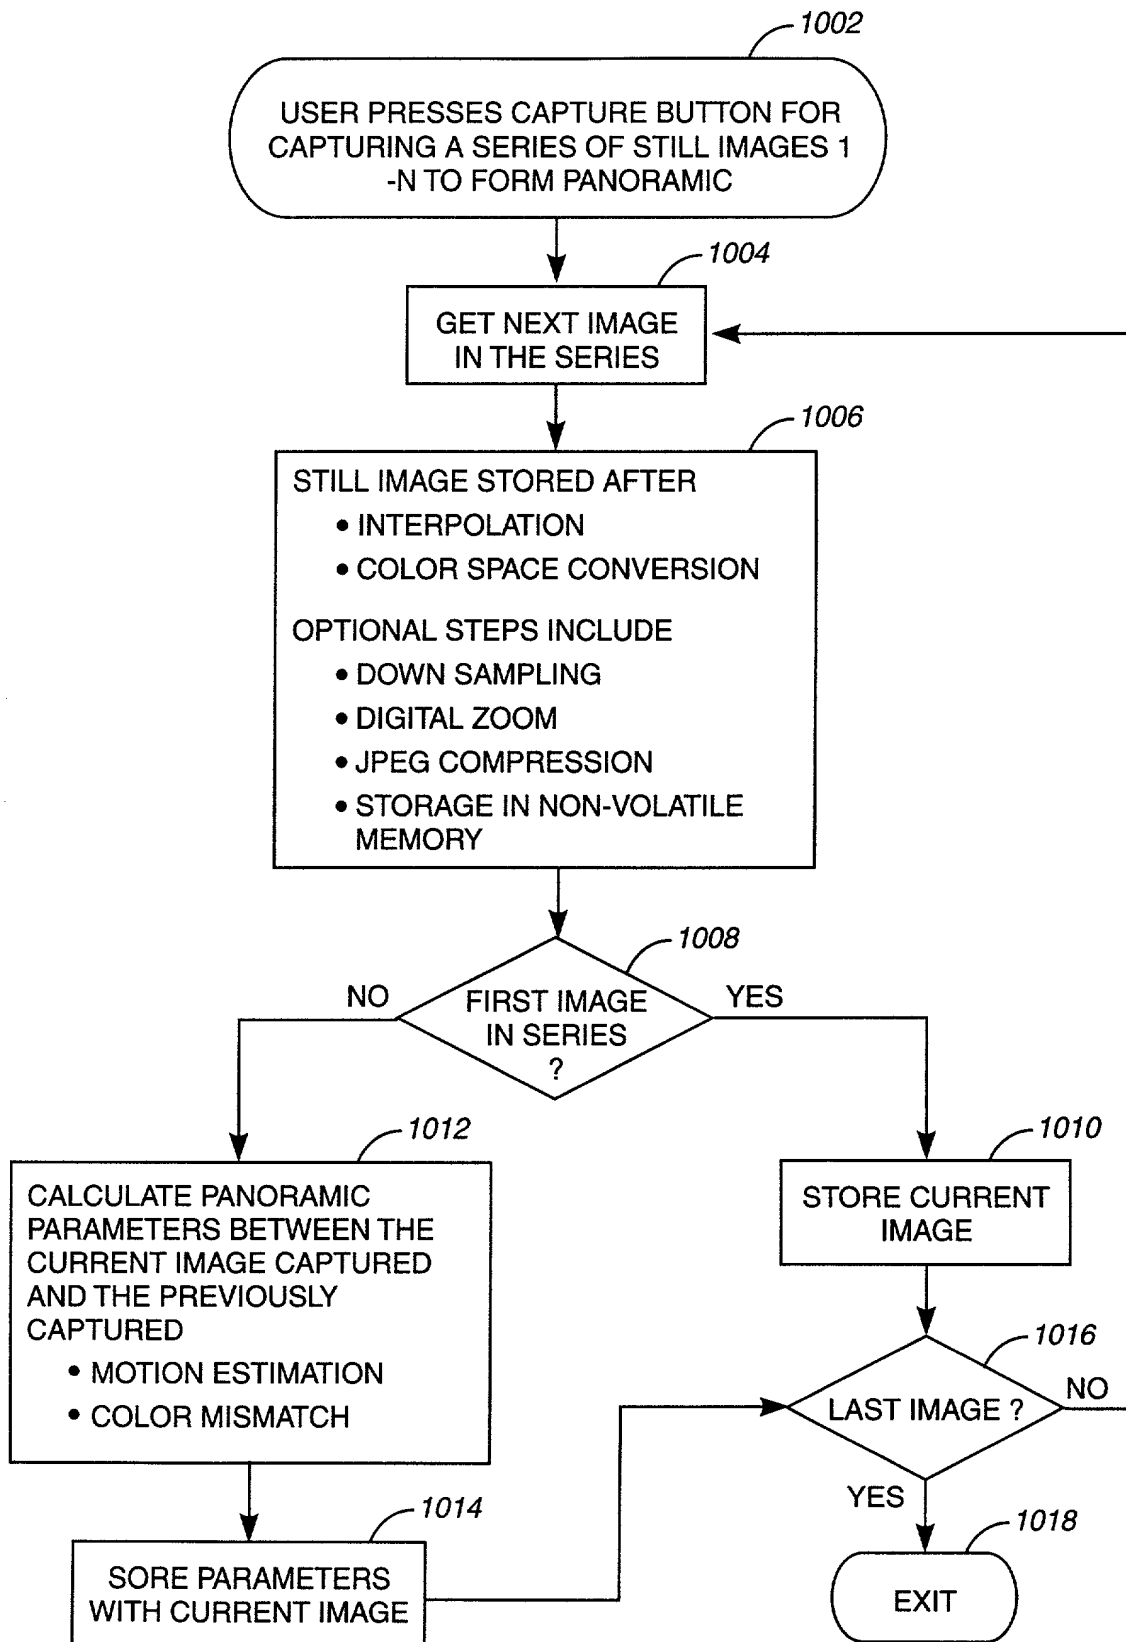 1002
USER PRESSES CAPTURE BUTTON FOR
CAPTURING A SERIES OF STILL IMAGES 1
-N TO FORM PANORAMIC
1004
GET NEXT IMAGE
IN THE SERIES
1006
STILL IMAGE STORED AFTER
• INTERPOLATION
• COLOR SPACE CONVERSION
OPTIONAL STEPS INCLUDE
• DOWN SAMPLING
• DIGITAL ZOOM
• JPEG COMPRESSION
• STORAGE IN NON-VOLATILE
MEMORY
1008
NO
FIRST IMAGE
IN SERIES
?
YES
1012
CALCULATE PANORAMIC
PARAMETERS BETWEEN THE
CURRENT IMAGE CAPTURED
AND THE PREVIOUSLY
CAPTURED
• MOTION ESTIMATION
• COLOR MISMATCH
1010
STORE CURRENT
IMAGE
1016
LAST IMAGE ?
NO
YES
1014
SORE PARAMETERS
WITH CURRENT IMAGE
1018
EXIT